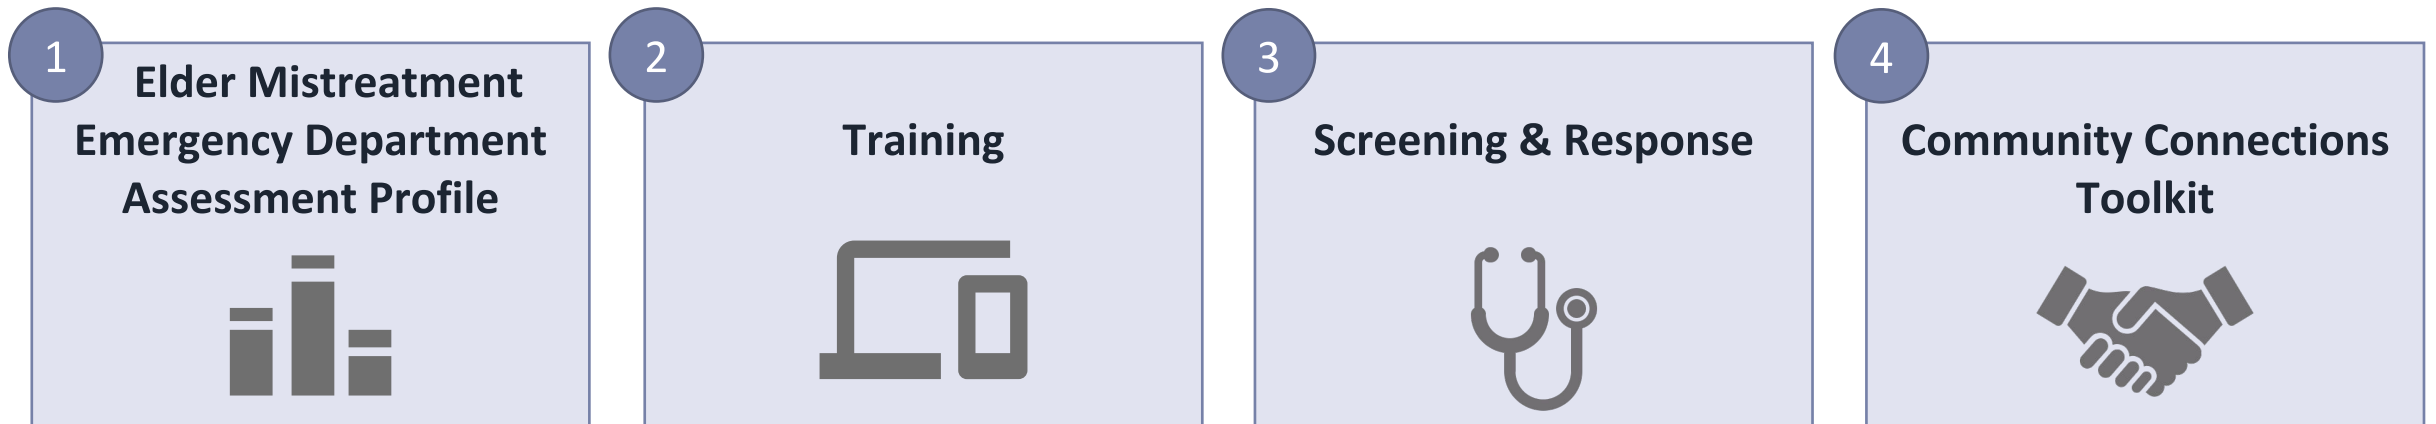 1
Elder Mistreatment
Emergency Department
Assessment Profile
2
Training
3
Screening & Response
4
Community Connections
Toolkit